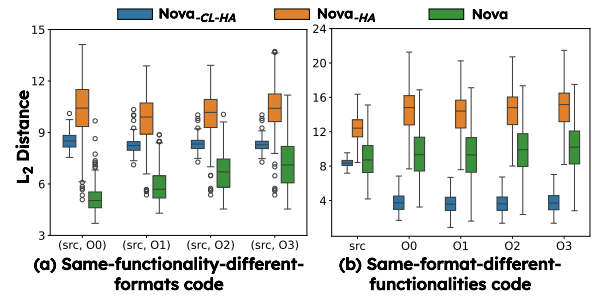 Nova-CL-HA Nova-HA Nova
L2 Distance
15
12
9
6
3
(src, O0) (src, O1) (src, O2) (src, O3)
(a) Same-functionality-different-
formats code
24
20
16
12
8
4
src O0 O1 O2 O3
(b) Same-format-different-
functionalities code